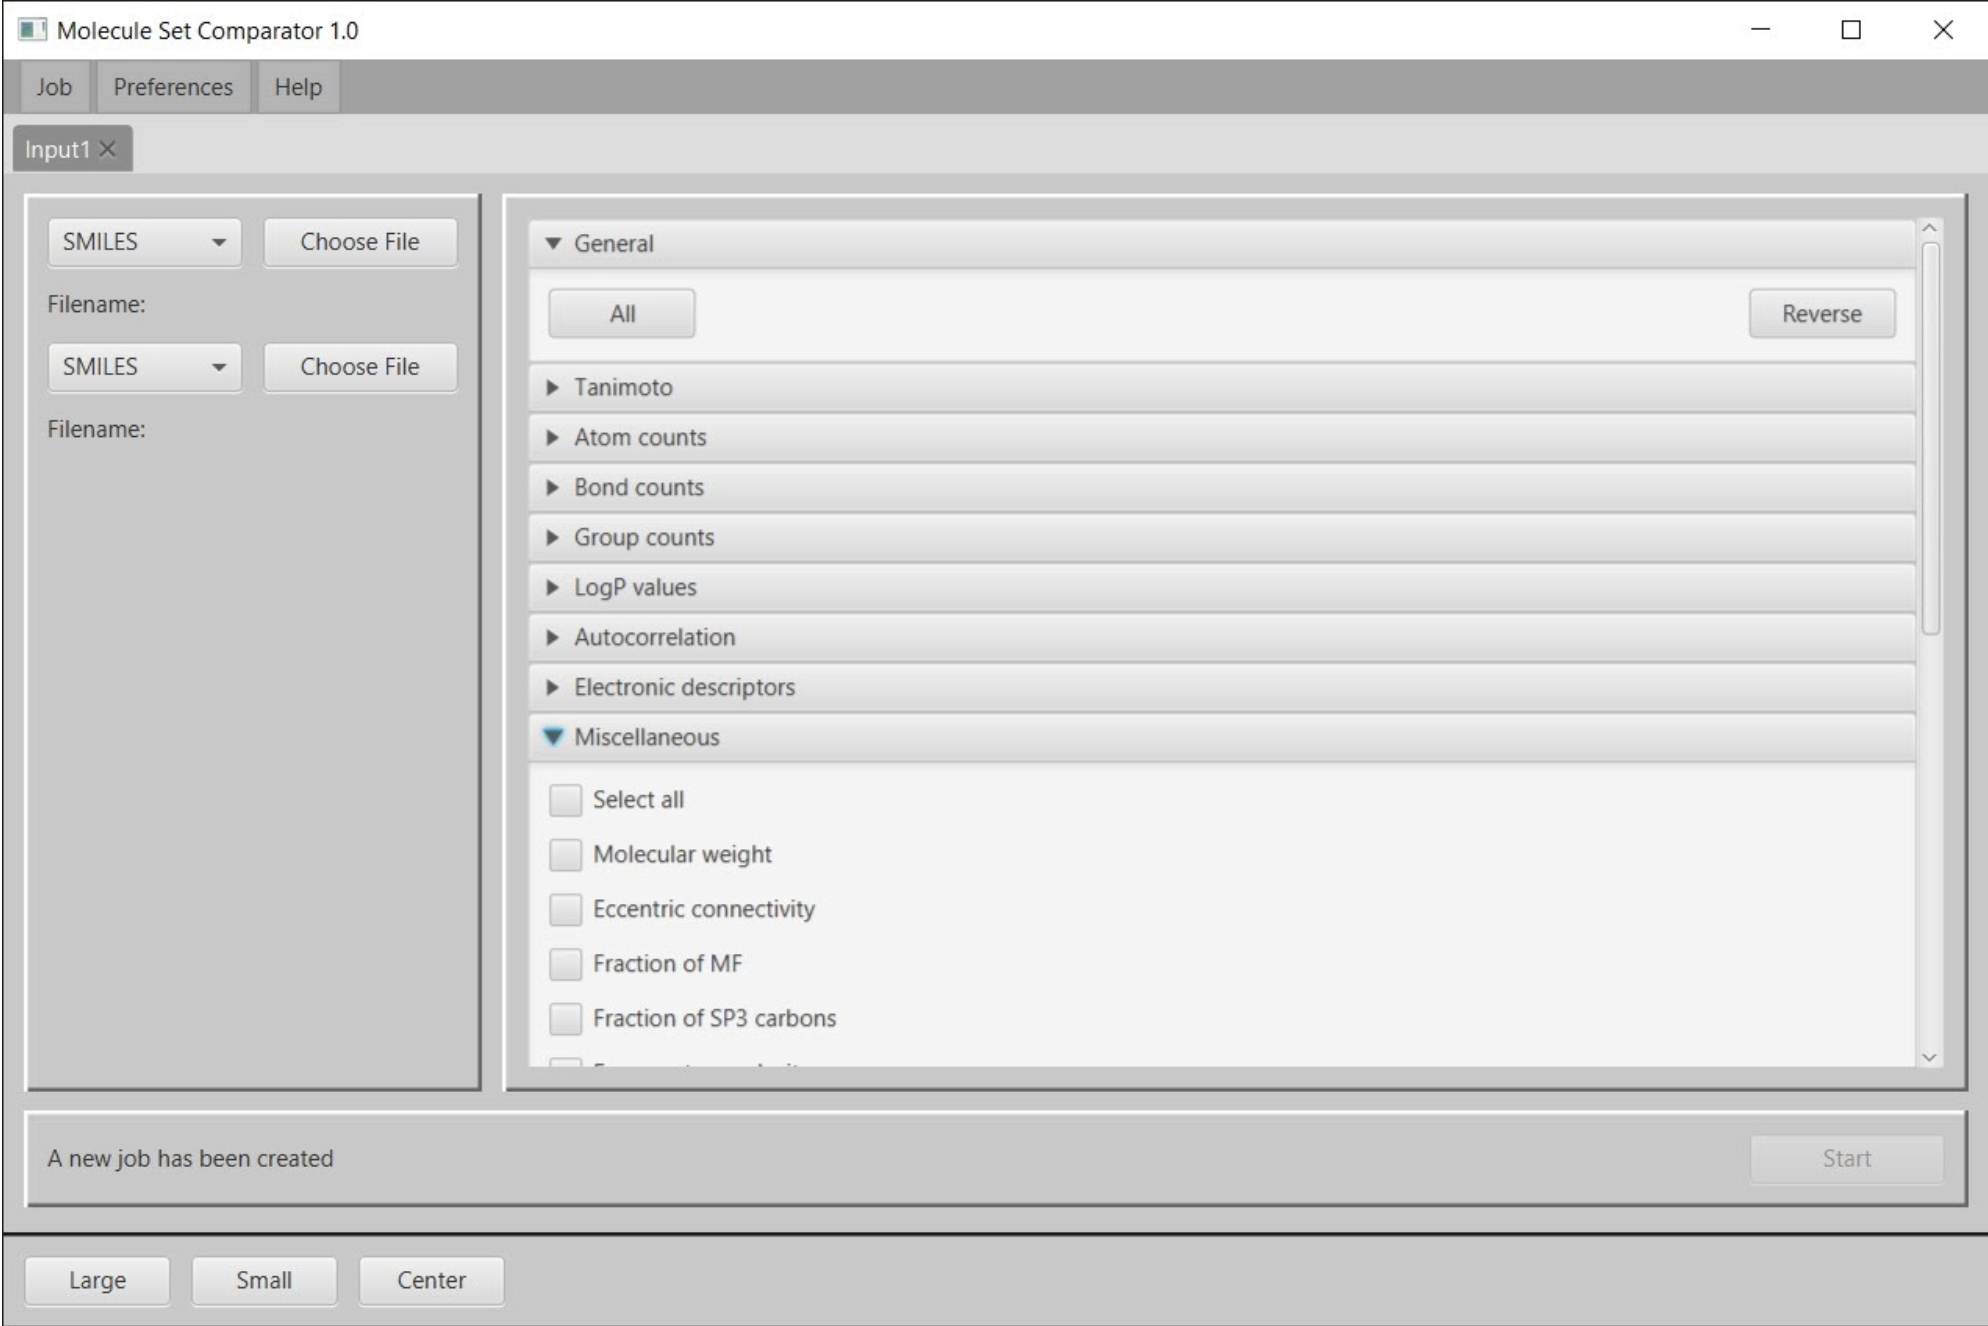 Molecule Set Comparator 1.0
Job Preferences Help
Input1
SMILES Choose File
Filename:
SMILES Choose File
Filename:
General
All Reverse
Tanimoto
Atom counts
Bond counts
Group counts
LogP values
Autocorrelation
Electronic descriptors
Miscellaneous
Select all
Molecular weight
Eccentric connectivity
Fraction of MF
Fraction of SP3 carbons
A new job has been created Start
Large Small Center